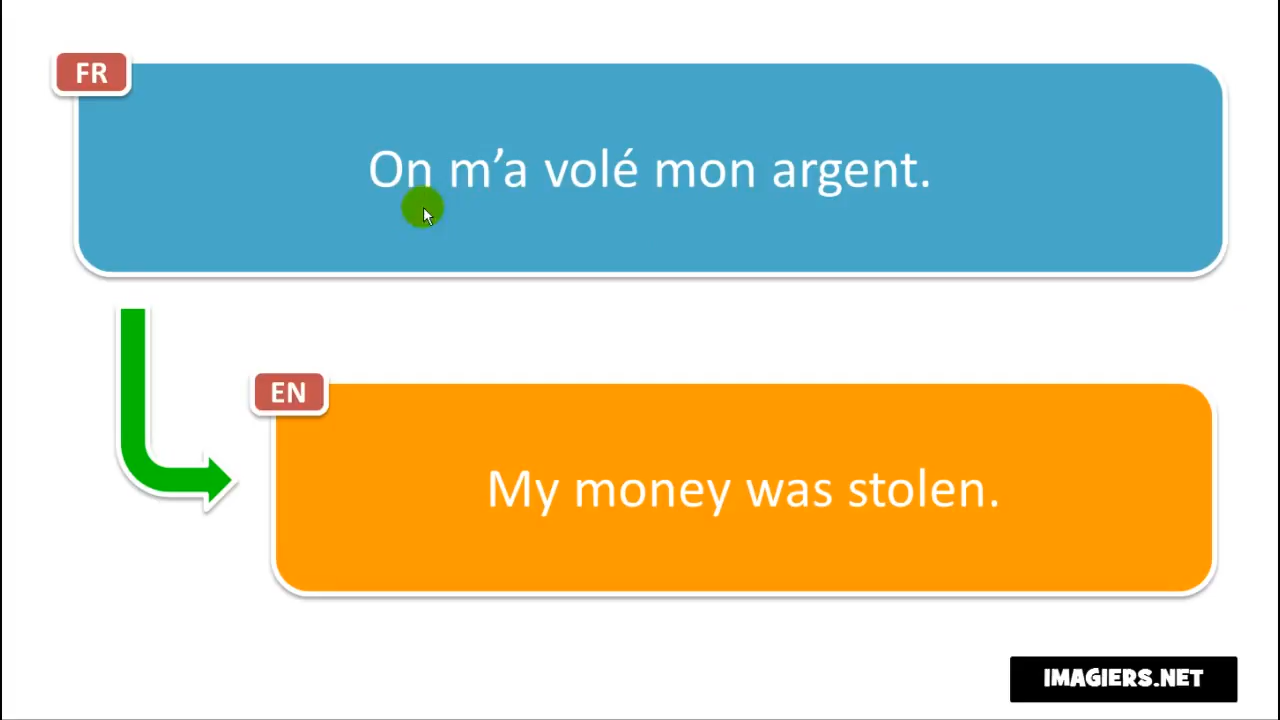 FR
On m’a volé mon argent.
EN
My money was stolen.
IMAGIERS.NET